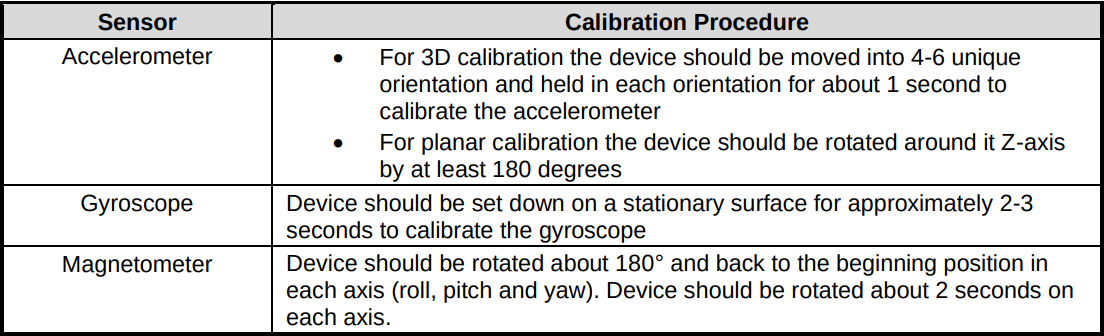 Sensor Calibration Procedure
Accelerometer
• For 3D calibration the device should be moved into 4-6 unique
orientation and held in each orientation for about 1 second to
calibrate the accelerometer
• For planar calibration the device should be rotated around it Z-axis
by at least 180 degrees
Gyroscope
Device should be set down on a stationary surface for approximately 2-3
seconds to calibrate the gyroscope
Magnetometer
Device should be rotated about 180° and back to the beginning position in
each axis (roll, pitch and yaw). Device should be rotated about 2 seconds on
each axis.